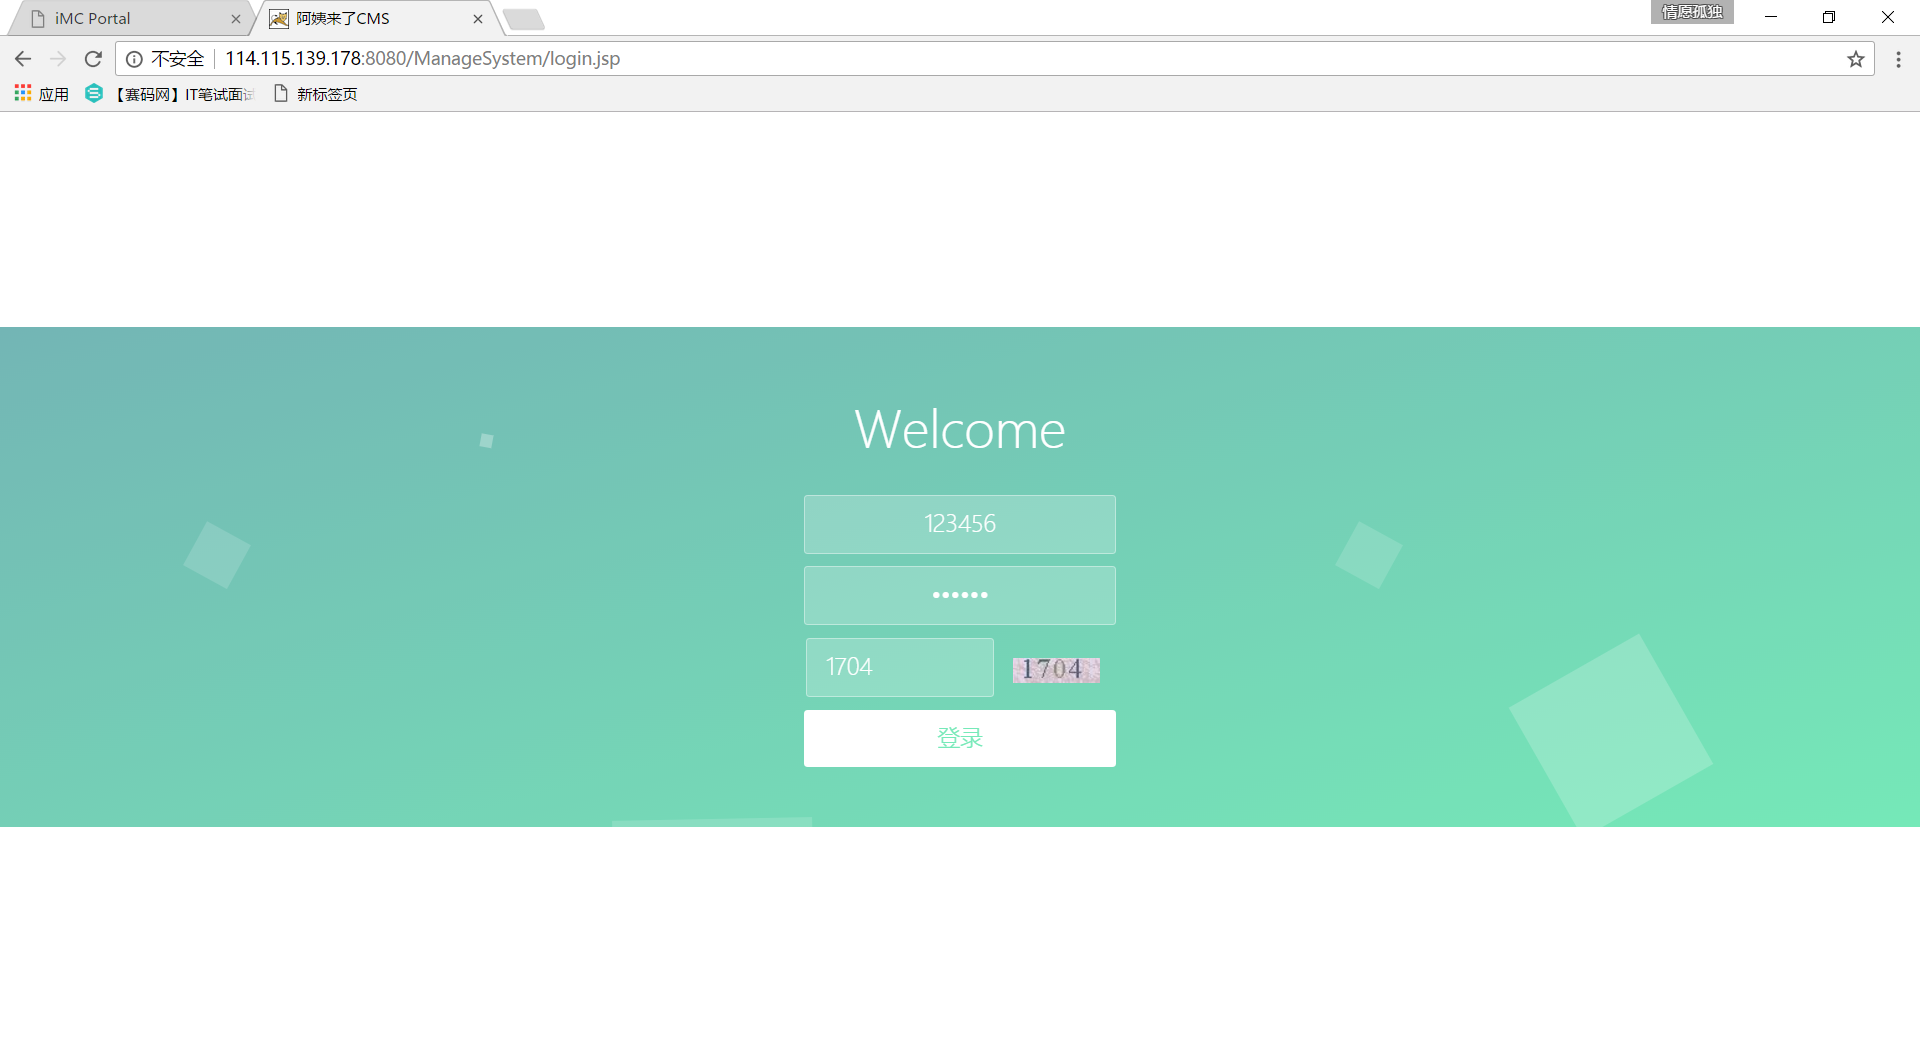 iMC Portal
阿姨来了CMS
情愿孤独
不安全
114.115.139.178:8080/ManageSystem/login.jsp
应用
【赛码网】IT笔试面试
新标签页
Welcome
123456
••••••
1704
1704
登录